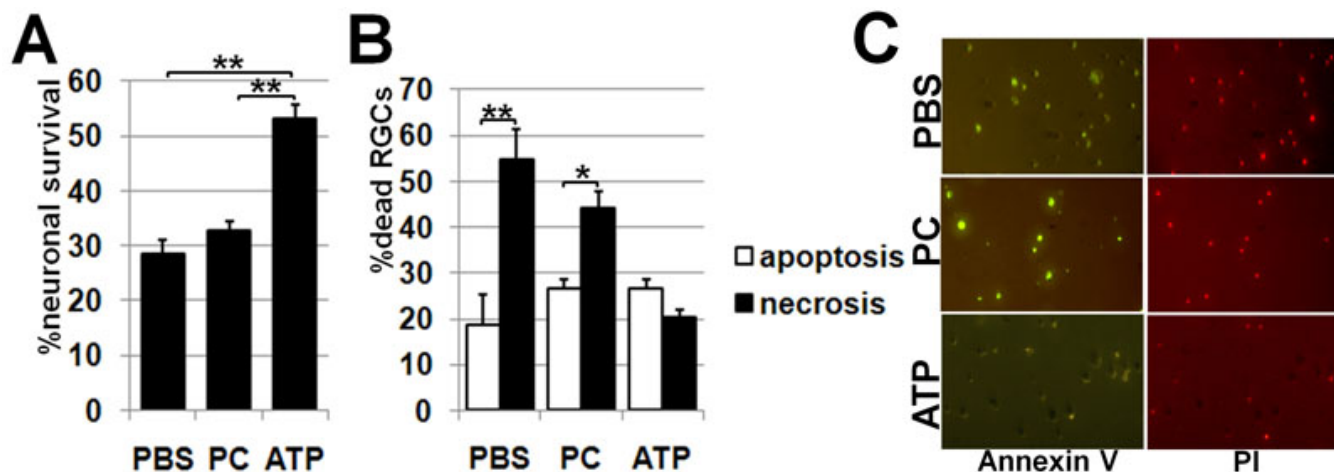 A
%neuronal survival
60
50
40
30
20
10
0
**
**
PBS PC ATP
B
%dead RGCs
70
60
50
40
30
20
10
0
**
*
PBS PC ATP
apoptosis
necrosis
C
PBS
PC
ATP
Annexin V PI